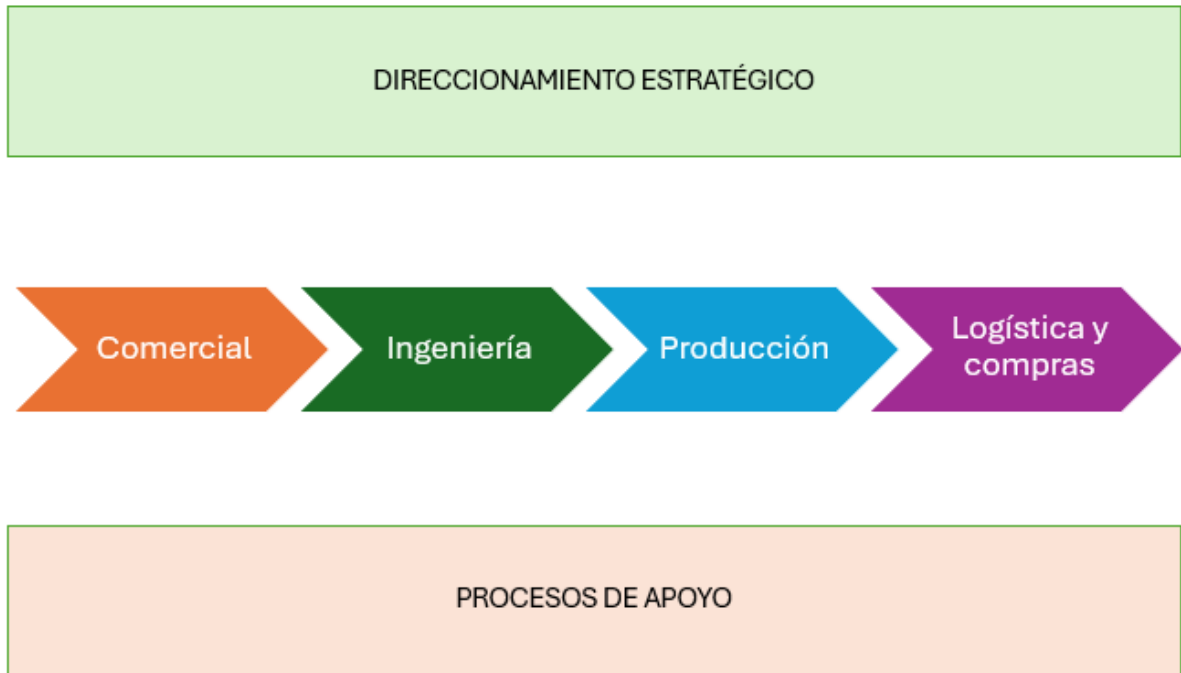 DIRECCIONAMIENTO ESTRATÉGICO
Comercial
Ingeniería
Producción
Logística y
compras
PROCESOS DE APOYO